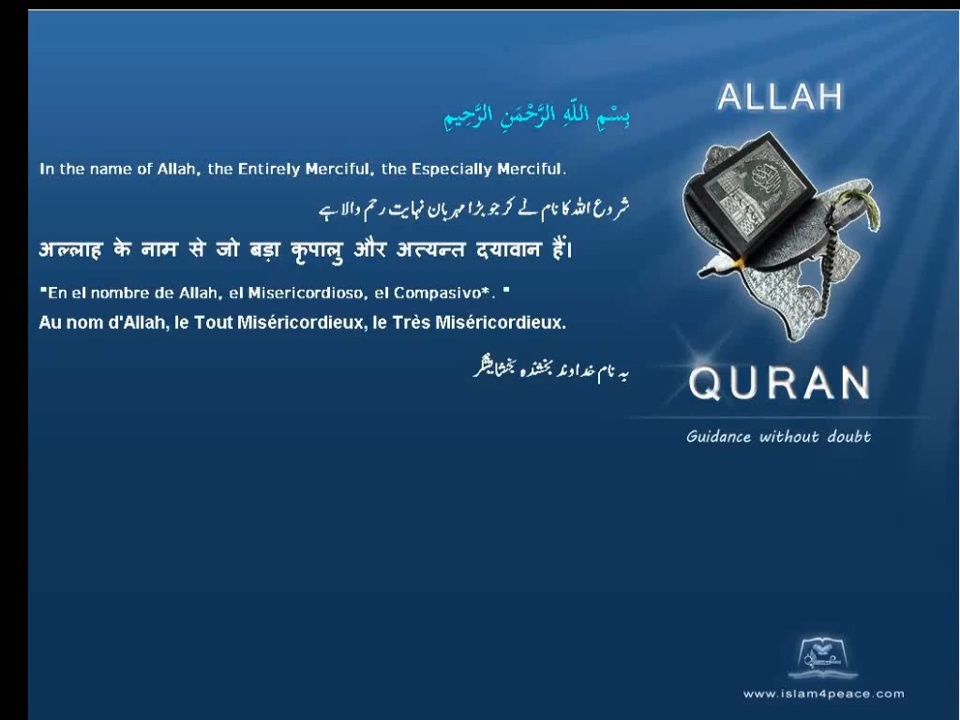 بِسْمِ اللَّهِ الرَّحْمَنِ الرَّحِيمِ
In the name of Allah, the Entirely Merciful, the Especially Merciful.
شروع الله کا نام لے کر جو بڑا مہربان نہایت رحم والا ہے
अल्लाह के नाम से जो बड़ा कृपालु और अत्यन्त दयावान हैं।
"En el nombre de Allah, el Misericordioso, el Compasivo*. "
Au nom d'Allah, le Tout Miséricordieux, le Très Miséricordieux.
به نام خداوند بخشنده بخشایشگر
ALLAH
QURAN
Guidance without doubt
www.islam4peace.com